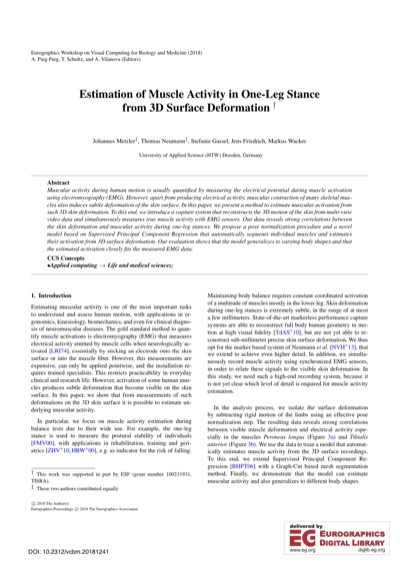 Eurographics Workshop on Visual Computing for Biology and Medicine (2018)
A. Puig Puig, T. Schultz, and A. Vilanova (Editors)
Estimation of Muscle Activity in One-Leg Stance
from 3D Surface Deformation †
Johannes Metzler‡, Thomas Neumann‡, Stefanie Gassel, Jens Friedrich, Markus Wacker
University of Applied Science (HTW) Dresden, Germany
Abstract
Muscular activity during human motion is usually quantified by measuring the electrical potential during muscle activation
using electromyography (EMG). However, apart from producing electrical activity, muscular contraction of many skeletal mus-
cles also induces subtle deformation of the skin surface. In this paper, we present a method to estimate muscular activation from
such 3D skin deformation. To this end, we introduce a capture system that reconstructs the 3D motion of the skin from multi-view
video data and simultaneously measures true muscle activity with EMG sensors. Our data reveals strong correlations between
the skin deformation and muscular activity during one-leg stances. We propose a pose normalization procedure and a novel
model based on Supervised Principal Component Regression that automatically segments individual muscles and estimates
their activation from 3D surface deformation. Our evaluation shows that the model generalizes to varying body shapes and that
the estimated activation closely fits the measured EMG data.
CCS Concepts
•Applied computing → Life and medical sciences;
1. Introduction
Estimating muscular activity is one of the most important tasks
to understand and assess human motion, with applications in er-
gonomics, kinesiology, biomechanics, and even for clinical diagno-
sis of neuromuscular diseases. The gold standard method to quan-
tify muscle activations is electromyography (EMG) that measures
electrical activity emitted by muscle cells when neurologically ac-
tivated [LRI74], essentially by sticking an electrode onto the skin
surface or into the muscle fiber. However, this measurements are
expensive, can only be applied pointwise, and the installation re-
quires trained specialists. This restricts practicability in everyday
clinical and research life. However, activation of some human mus-
cles produces subtle deformation that become visible on the skin
surface. In this paper, we show that from measurements of such
deformations on the 3D skin surface it is possible to estimate un-
derlying muscular activity.
In particular, we focus on muscle activity estimation during
balance tests due to their wide use. For example, the one-leg
stance is used to measure the postural stability of individuals
[FMV00], with applications in rehabilitation, training and geri-
atrics [ZHV*10, HRW*00], e.g. as indicator for the risk of falling.
† This work was supported in part by ESF (grant number 100231931,
TISRA).
‡ These two authors contributed equally
© 2018 The Author(s)
Eurographics Proceedings © 2018 The Eurographics Association.
Maintaining body balance requires constant coordinated activation
of a multitude of muscles mostly in the lower leg. Skin deformation
during one-leg stances is extremely subtle, in the range of at most
a few millimeters. State-of-the-art markerless performance capture
systems are able to reconstruct full body human geometry in mo-
tion at high visual fidelity [TdAS*10], but are not yet able to re-
construct sub-millimeter precise skin surface deformation. We thus
opt for the marker based system of Neumann et al. [NVH*13], that
we extend to achieve even higher detail. In addition, we simulta-
neously record muscle activity using synchronized EMG sensors,
in order to relate these signals to the visible skin deformation. In
this study, we need such a high-end recording system, because it
is not yet clear which level of detail is required for muscle activity
estimation.
In the analysis process, we isolate the surface deformation
by subtracting rigid motion of the limbs using an effective pose
normalization step. The resulting data reveals strong correlations
between visible muscle deformation and electrical activity espe-
cially in the muscles Peroneus longus (Figure 3a) and Tibialis
anterior (Figure 3b). We use the data to train a model that automat-
ically estimates muscle activity from the 3D surface recordings.
To this end, we extend Supervised Principal Component Re-
gression [BHPT06] with a Graph-Cut based mesh segmentation
method. Finally, we demonstrate that the model can estimate
muscular activity and also generalizes to different body shapes.
DOI: 10.2312/vcbm.20181241
delivered by
EG EUROGRAPHICS
DIGITAL LIBRARY
www.eg.org diglib.eg.org